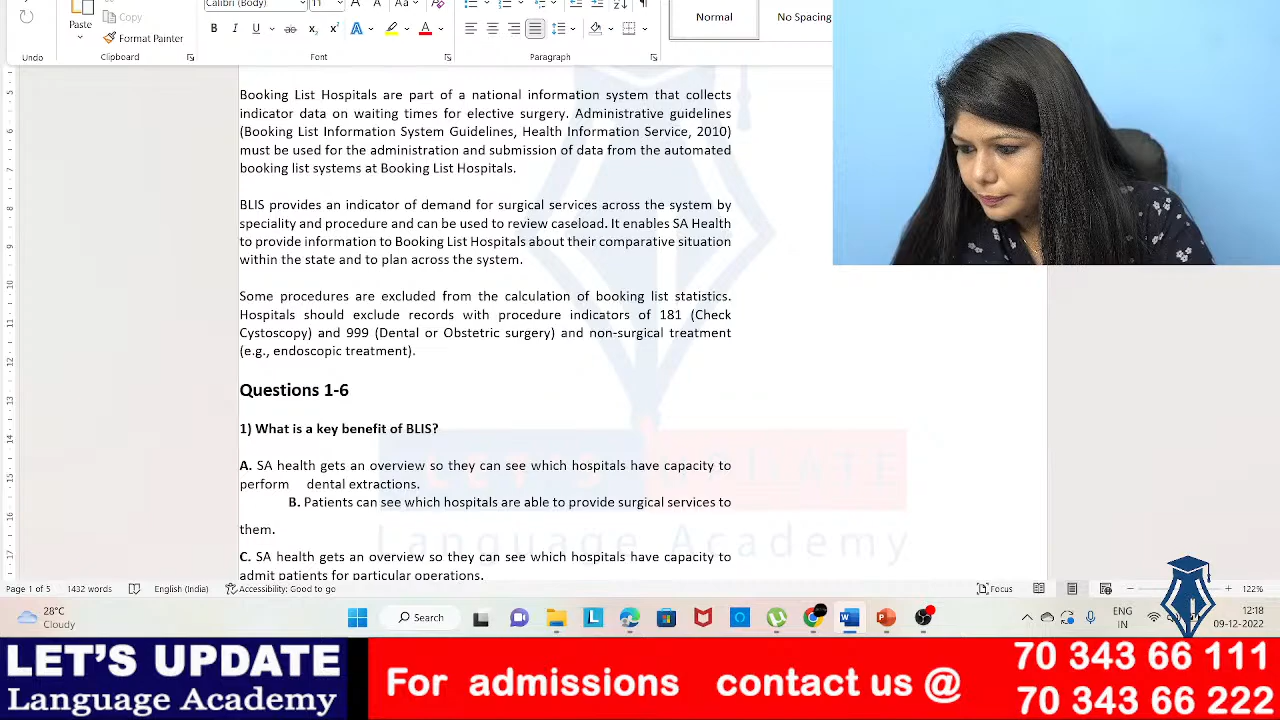 Calibri (Body)
11
Aa
Paste
Copy
Format Painter
B I U ab x₂ x² A A
Normal
No Spacing
Undo
Clipboard
Font
Paragraph
Booking List Hospitals are part of a national information system that collects
indicator data on waiting times for elective surgery. Administrative guidelines
(Booking List Information System Guidelines, Health Information Service, 2010)
must be used for the administration and submission of data from the automated
booking list systems at Booking List Hospitals.
BLIS provides an indicator of demand for surgical services across the system by
speciality and procedure and can be used to review caseload. It enables SA Health
to provide information to Booking List Hospitals about their comparative situation
within the state and to plan across the system.
Some procedures are excluded from the calculation of booking list statistics.
Hospitals should exclude records with procedure indicators of 181 (Check
Cystoscopy) and 999 (Dental or Obstetric surgery) and non-surgical treatment
(e.g., endoscopic treatment).
Questions 1-6
1) What is a key benefit of BLIS?
A. SA health gets an overview so they can see which hospitals have capacity to
perform dental extractions.
B. Patients can see which hospitals are able to provide surgical services to
them.
C. SA health gets an overview so they can see which hospitals have capacity to
admit patients for particular operations.
Language Academy
Page 1 of 5
1432 words
English (India)
Accessibility: Good to go
Focus
122%
28°C
Cloudy
Search
ENG
IN
12:18
09-12-2022
LET'S UPDATE
Language Academy
For admissions contact us @
70 343 66 111
70 343 66 222